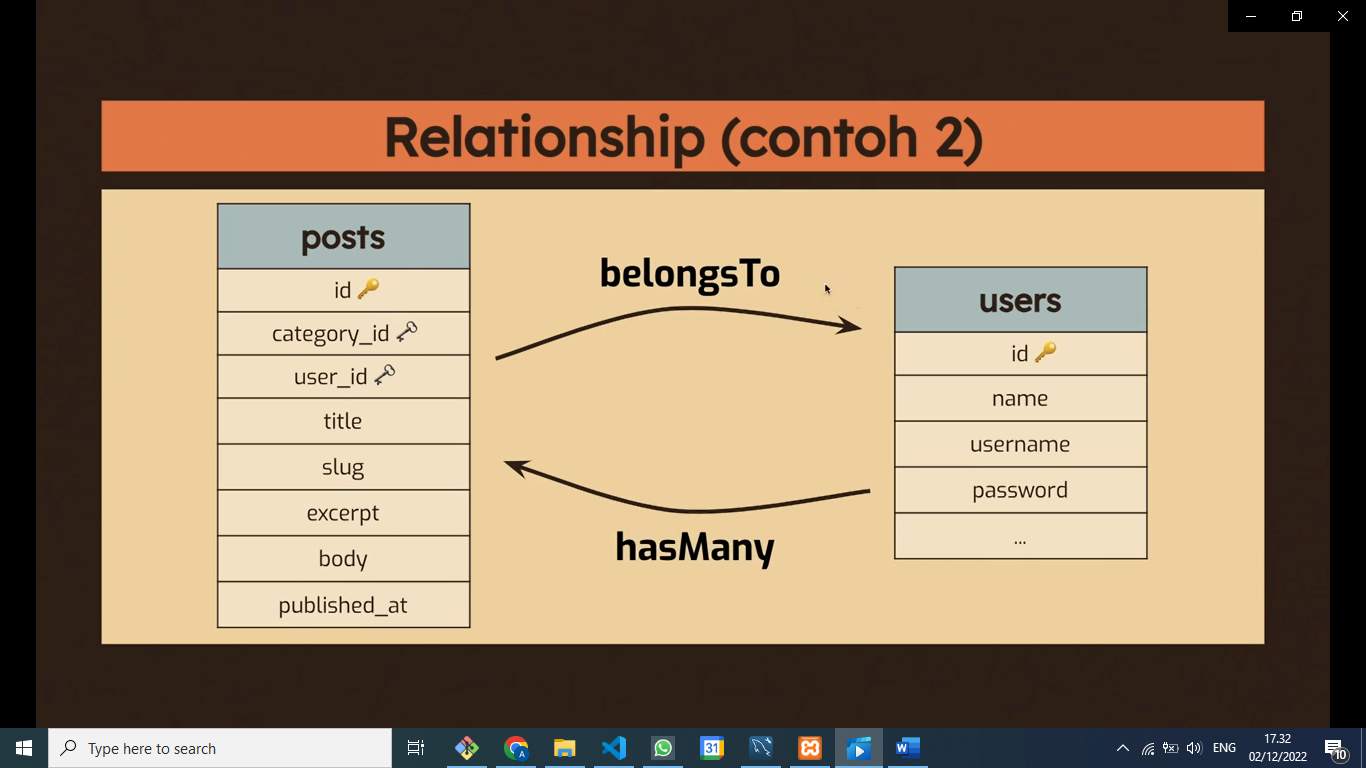 Relationship (contoh 2)
posts
id
category_id
user_id
title
slug
excerpt
body
published_at
belongsTo
hasMany
users
id
name
username
password
...
Type here to search
31
A
W
ENG
17.32
02/12/2022
10